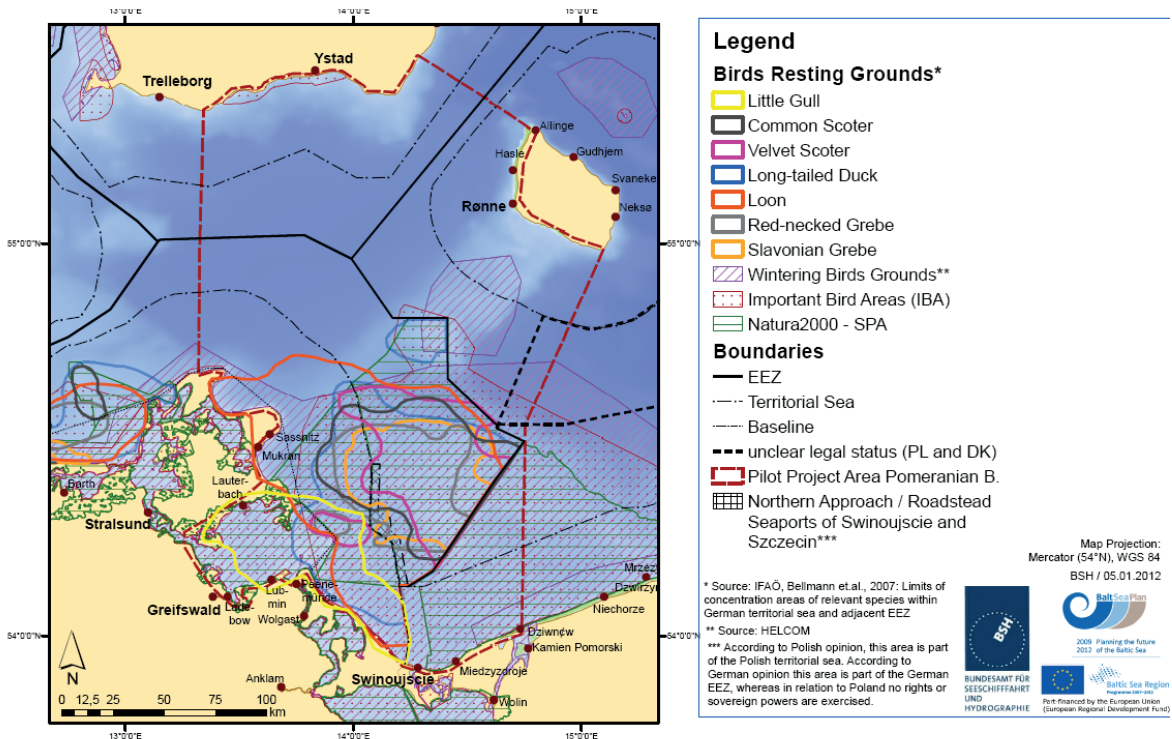 13°0'0"E
14°0'0"E
15°0'0"E
Ystad
Trelleborg
Allinge
Hasle
Gudhjem
Svaneke
Rønne
Neksø
55°0'0"N
55°0'0"N
Sassnitz
Mukran
Barth
Lauter-
bach
Stralsund
Greifswald
Lade-
bow
Lub-
min
Peene-
münde
Wolgast
Anklam
Swinoujscie
Miedzyzdroje
Wolin
Dziwnów
Kamien Pomorski
Niechorze
54°0'0"N
54°0'0"N
N
0 12,5 25 50 75 100
km
13°0'0"E
14°0'0"E
15°0'0"E
Legend
Birds Resting Grounds*
Little Gull
Common Scoter
Velvet Scoter
Long-tailed Duck
Loon
Red-necked Grebe
Slavonian Grebe
Wintering Birds Grounds**
Important Bird Areas (IBA)
Natura2000 - SPA
Boundaries
EEZ
Territorial Sea
Baseline
unclear legal status (PL and DK)
Pilot Project Area Pomeranian B.
Northern Approach / Roadstead
Seaports of Swinoujscie and
Szczecin***
Map Projection:
Mercator (54°N), WGS 84
BSH / 05.01.2012
* Source: IFAÖ, Bellmann et.al., 2007: Limits of
concentration areas of relevant species within
German territorial sea and adjacent EEZ
** Source: HELCOM
*** According to Polish opinion, this area is part
of the Polish territorial sea. According to
German opinion this area is part of the German
EEZ, whereas in relation to Poland no rights or
sovereign powers are exercised.
BSH
BUNDESAMT FÜR
SEESCHIFFFAHRT
UND
HYDROGRAPHIE
BaltSeaPlan
2009 Planning the future
2012 of the Baltic Sea
Baltic Sea Region
Programme 2007-2013
Part-financed by the European Union
(European Regional Development Fund)